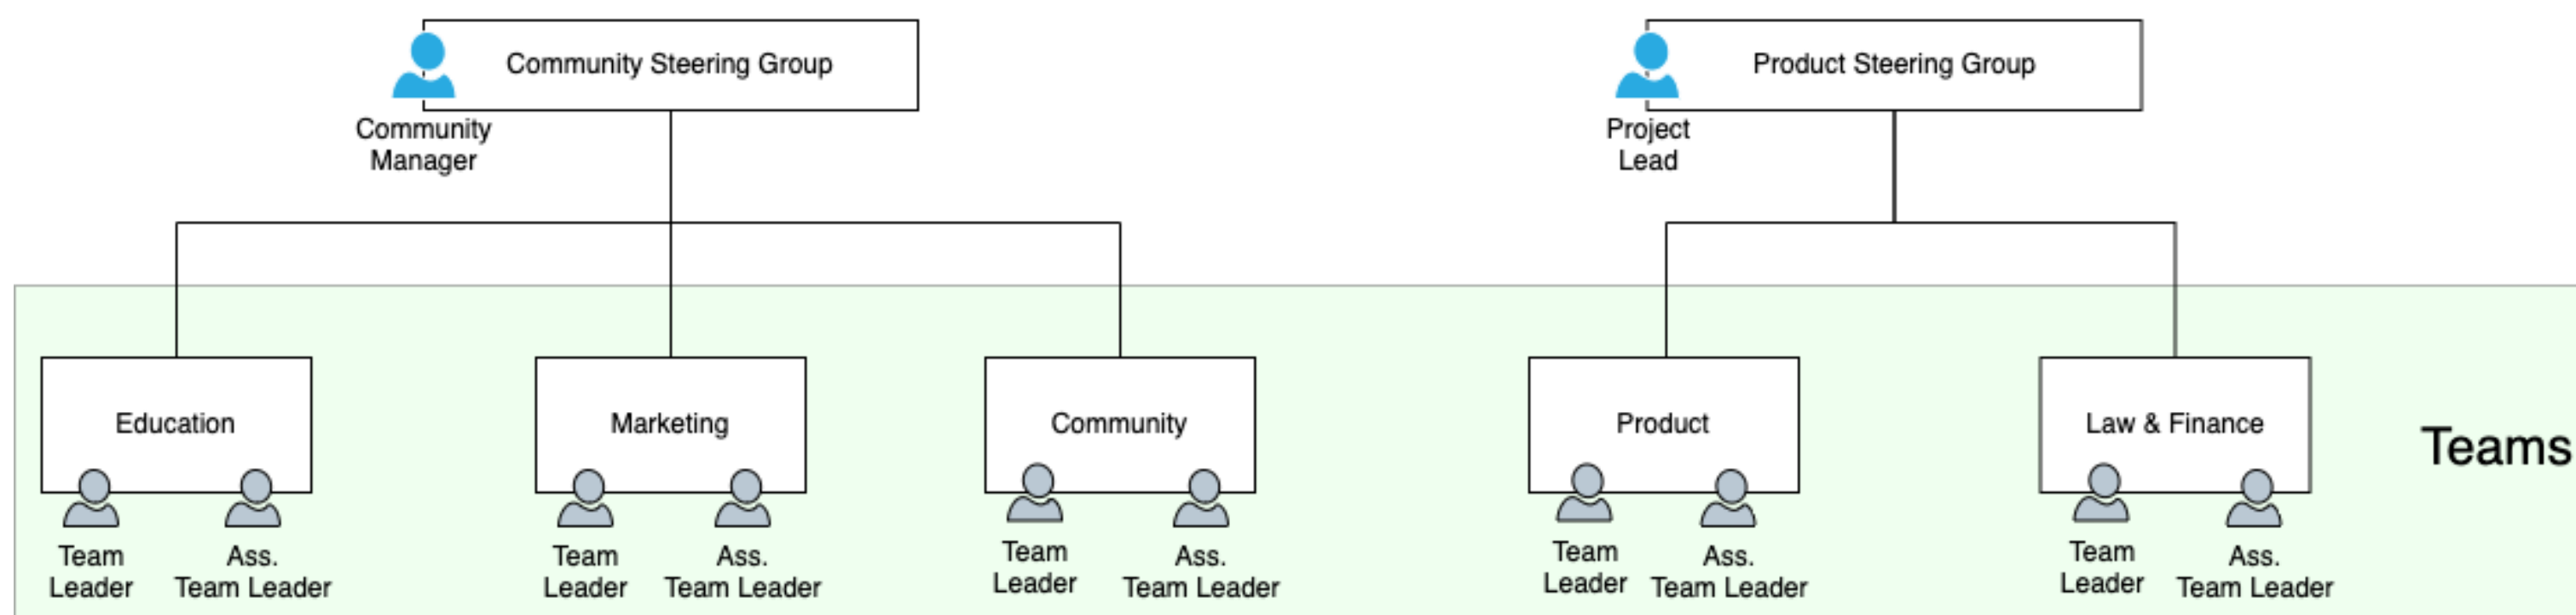 Community Steering Group
Product Steering Group
Community
Manager
Project
Lead
Education
Marketing
Community
Product
Law & Finance
Teams
Team
Leader
Ass.
Team Leader
Team
Leader
Ass.
Team Leader
Team
Leader
Ass.
Team Leader
Team
Leader
Ass.
Team Leader
Team
Leader
Ass.
Team Leader